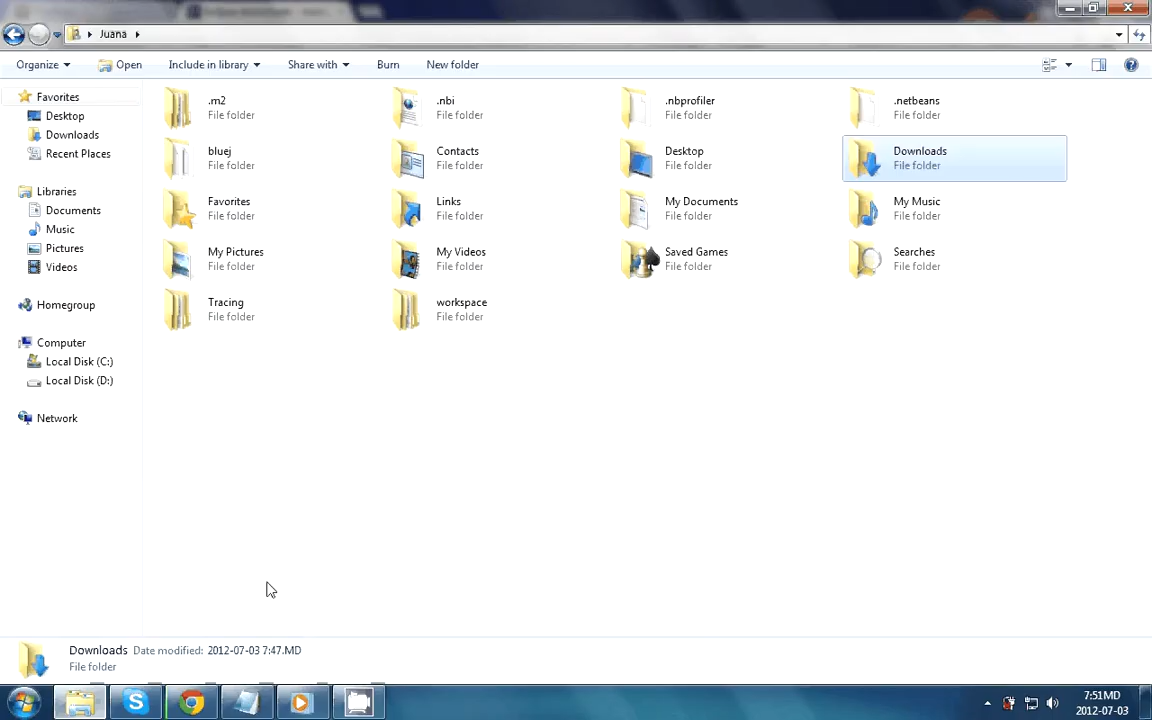 Juana
Organize Open Include in library Share with Burn New folder
Favorites
Desktop
Downloads
Recent Places
Libraries
Documents
Music
Pictures
Videos
Homegroup
Computer
Local Disk (C:)
Local Disk (D:)
Network
.m2
File folder
.nbi
File folder
.nbprofiler
File folder
.netbeans
File folder
bluej
File folder
Contacts
File folder
Desktop
File folder
Downloads
File folder
Favorites
File folder
Links
File folder
My Documents
File folder
My Music
File folder
My Pictures
File folder
My Videos
File folder
Saved Games
File folder
Searches
File folder
Tracing
File folder
workspace
File folder
Downloads Date modified: 2012-07-03 7:47.MD
File folder
7:51MD
2012-07-03